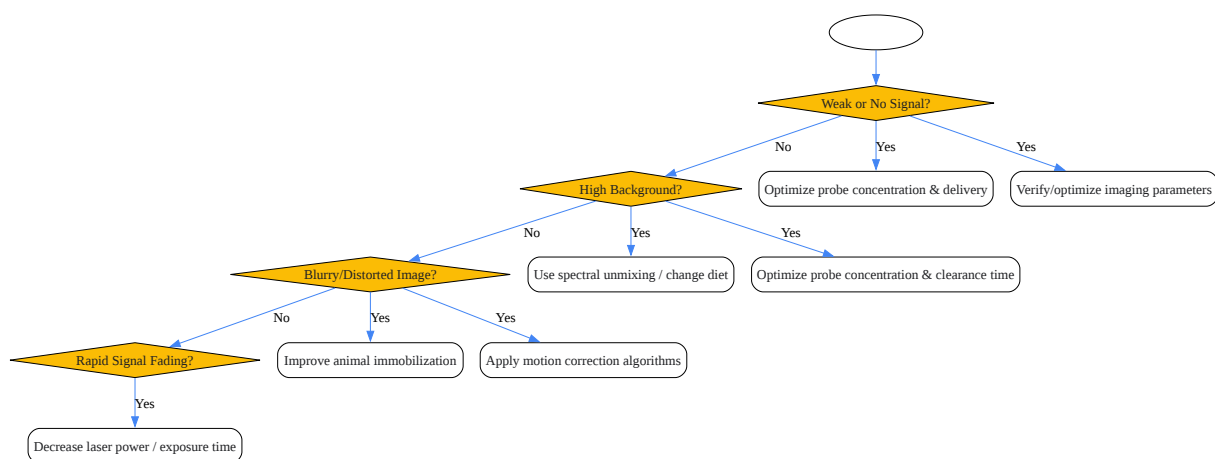 Weak or No Signal?
No
Yes
Yes
High Background?
Optimize probe concentration & delivery
Verify/optimize imaging parameters
No
Yes
Yes
Blurry/Distorted Image?
Use spectral unmixing / change diet
Optimize probe concentration & clearance time
No
Yes
Yes
Rapid Signal Fading?
Improve animal immobilization
Apply motion correction algorithms
Yes
Decrease laser power / exposure time